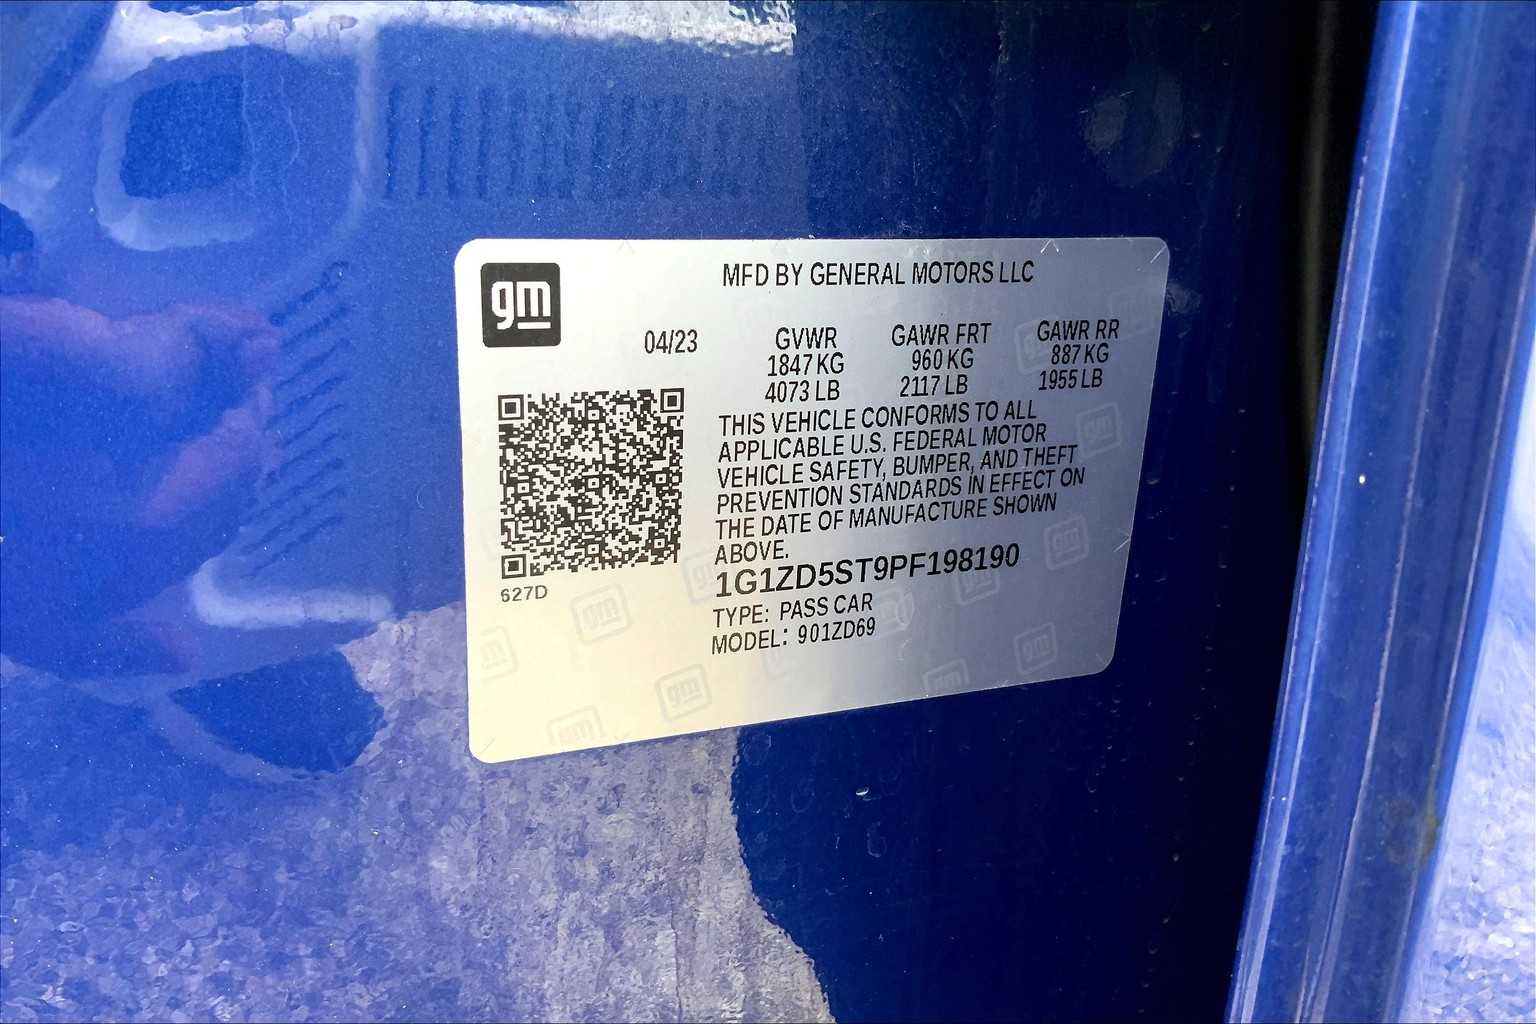 gm
MFD BY GENERAL MOTORS LLC
04/23 GVWR GAWR FRT GAWR RR
1847 KG 960 KG 887 KG
4073 LB 2117 LB 1955 LB
THIS VEHICLE CONFORMS TO ALL
APPLICABLE U.S. FEDERAL MOTOR
VEHICLE SAFETY, BUMPER, AND THEFT
PREVENTION STANDARDS IN EFFECT ON
THE DATE OF MANUFACTURE SHOWN
ABOVE.
1G1ZD5ST9PF198190
627D
TYPE: PASS CAR
MODEL: 901ZD69